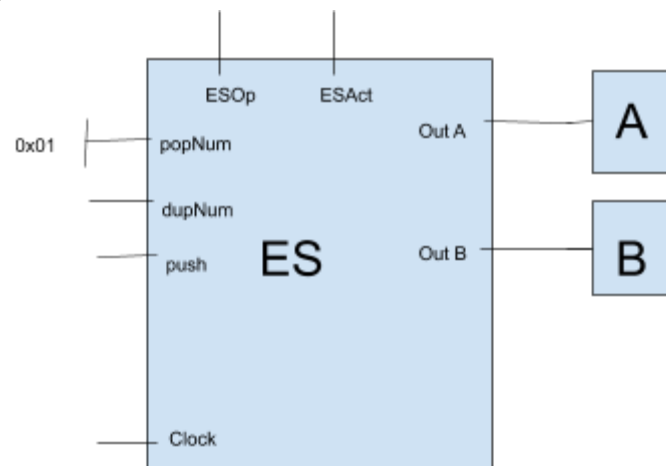 ESOp
ESAct
0x01
popNum
Out A
A
dupNum
push
ES
Out B
B
Clock